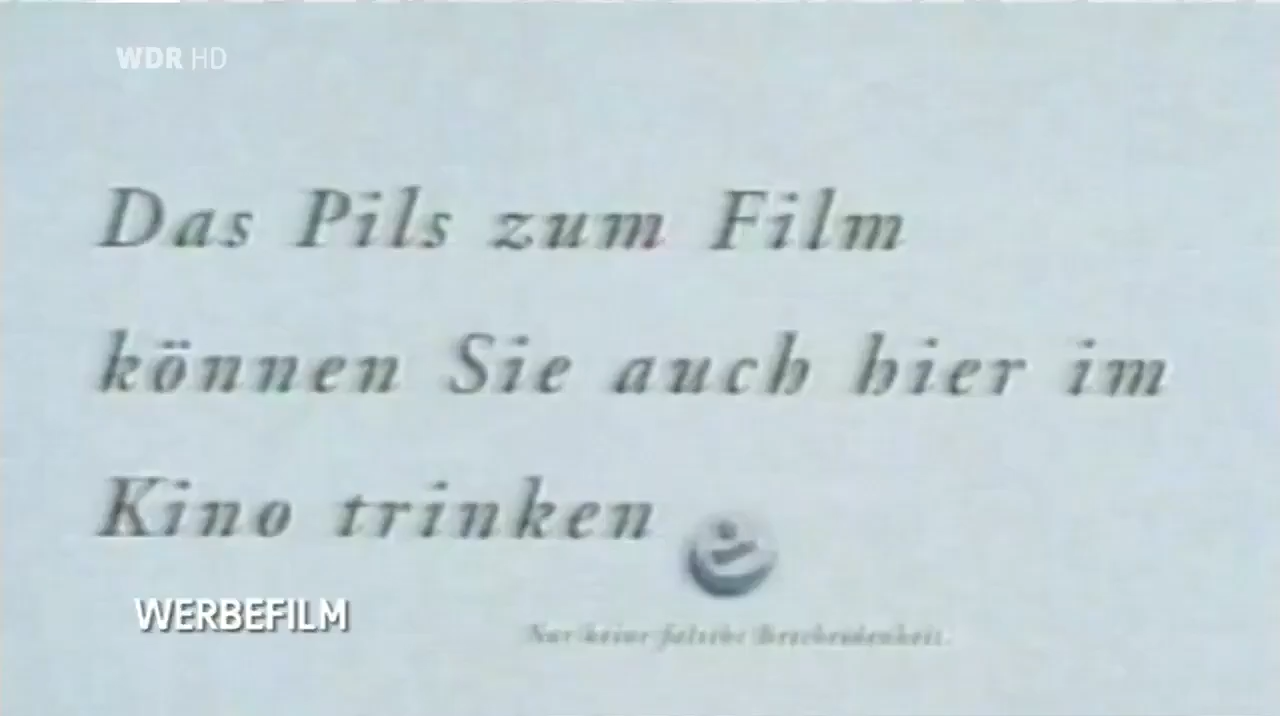 WDR HD
Das Pils zum Film
können Sie auch hier im
Kino trinken
WERBEFILM
Nur keine falsche Bescheidenheit.